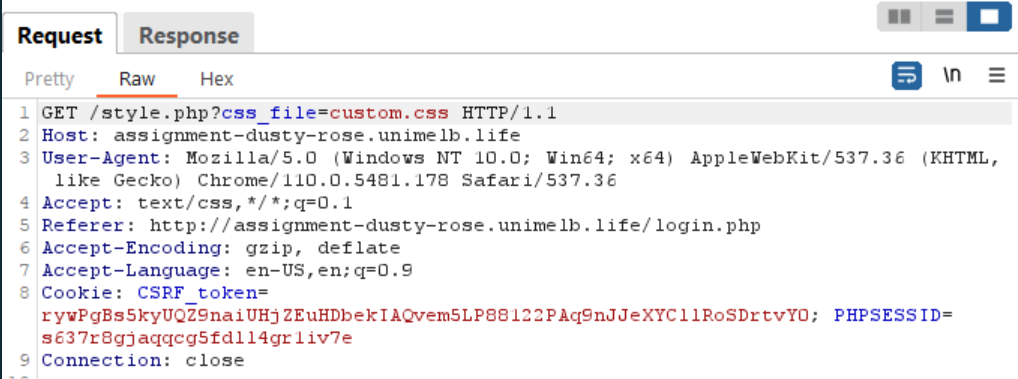 Request Response
Pretty Raw Hex \n
1 GET /style.php?css_file=custom.css HTTP/1.1
2 Host: assignment-dusty-rose.unimelb.life
3 User-Agent: Mozilla/5.0 (Windows NT 10.0; Win64; x64) AppleWebKit/537.36 (KHTML,
like Gecko) Chrome/110.0.5481.178 Safari/537.36
4 Accept: text/css,*/*;q=0.1
5 Referer: http://assignment-dusty-rose.unimelb.life/login.php
6 Accept-Encoding: gzip, deflate
7 Accept-Language: en-US,en;q=0.9
8 Cookie: CSRF_token=
rywPgBs5kyUQZ9naiUHjZEuHDbekIAQvem5LP88122PAq9nJJeXYC1lRoSDrtvY0; PHPSESSID=
s637r8gjaqqcg5fdll4gr1iv7e
9 Connection: close